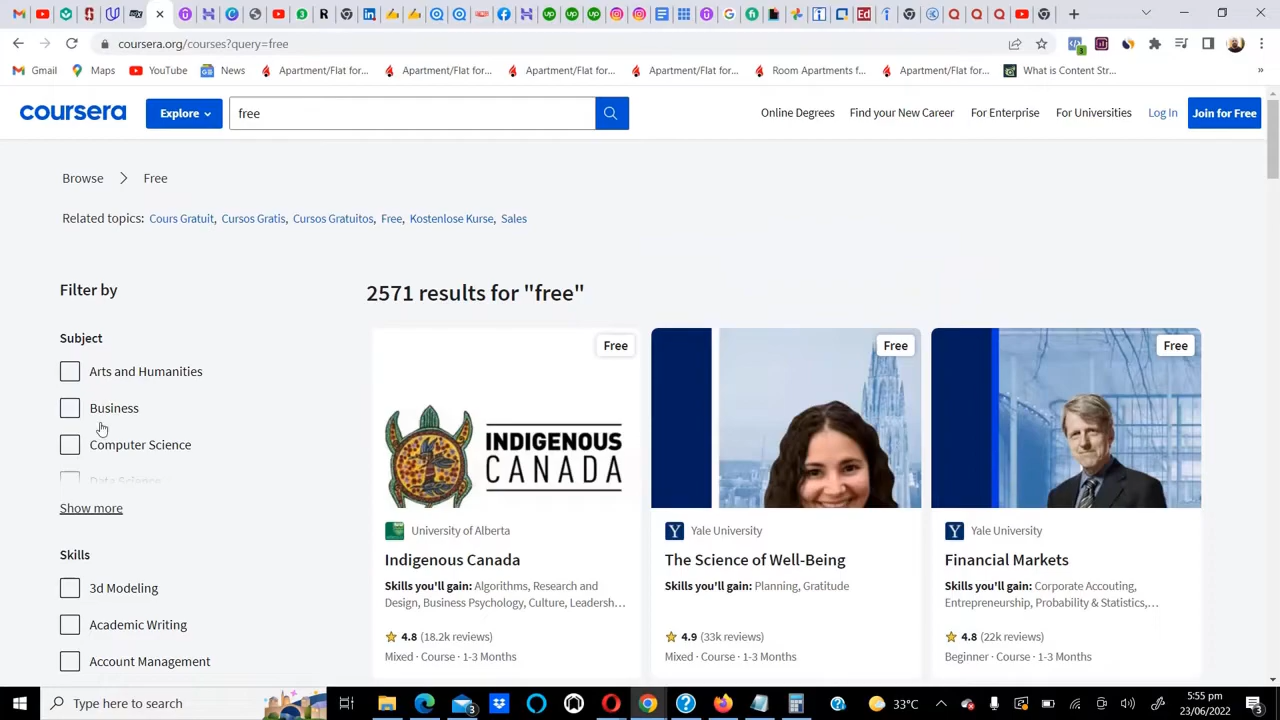 coursera.org/courses?query=free
Gmail Maps YouTube News Apartment/Flat for... Apartment/Flat for... Apartment/Flat for... Apartment/Flat for... Room Apartments f... Apartment/Flat for... What is Content Str... »
coursera Explore free Online Degrees Find your New Career For Enterprise For Universities Log In Join for Free
Browse > Free
Related topics: Cours Gratuit, Cursos Gratis, Cursos Gratuitos, Free, Kostenlose Kurse, Sales
Filter by
2571 results for "free"
Subject
Arts and Humanities
Business
Computer Science
Data Science
Show more
Skills
3d Modeling
Academic Writing
Account Management
Free
INDIGENOUS
CANADA
University of Alberta
Indigenous Canada
Skills you'll gain: Algorithms, Research and
Design, Business Psychology, Culture, Leadersh...
4.8 (18.2k reviews)
Mixed · Course · 1-3 Months
Free
Yale University
The Science of Well-Being
Skills you'll gain: Planning, Gratitude
4.9 (33k reviews)
Mixed · Course · 1-3 Months
Free
Yale University
Financial Markets
Skills you'll gain: Corporate Accouting,
Entrepreneurship, Probability & Statistics,...
4.8 (22k reviews)
Beginner · Course · 1-3 Months
Type here to search
33°C
5:55 pm
23/06/2022